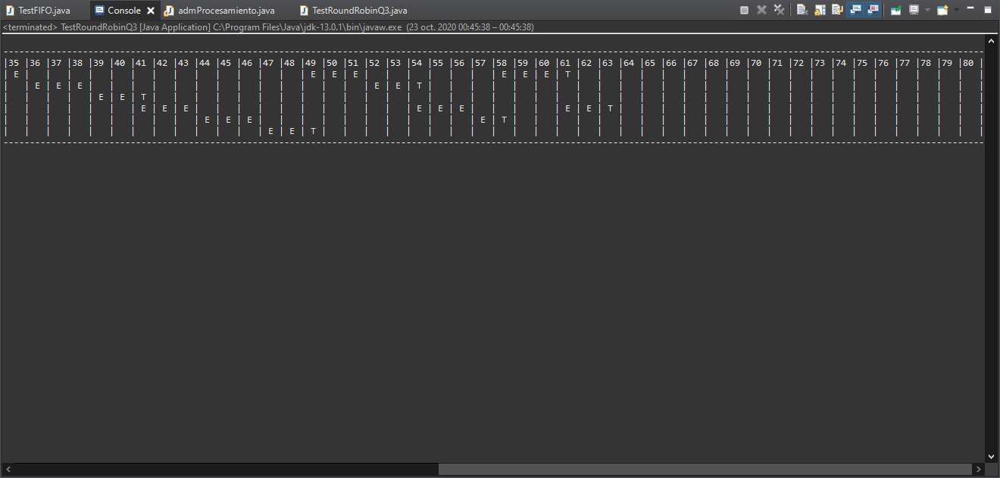 TestFIFO.java Console admProcesamiento.java TestRoundRobinQ3.java
<terminated> TestRoundRobinQ3 [Java Application] C:\Program Files\Java\jdk-13.0.1\bin\javaw.exe (23 oct. 2020 00:45:38 – 00:45:38)
-----------------------------------------------------------------------------------------------------------------------------------------------------------------------------------------
|35 |36 |37 |38 |39 |40 |41 |42 |43 |44 |45 |46 |47 |48 |49 |50 |51 |52 |53 |54 |55 |56 |57 |58 |59 |60 |61 |62 |63 |64 |65 |66 |67 |68 |69 |70 |71 |72 |73 |74 |75 |76 |77 |78 |79 |80 |
| E |   |   |   |   |   |   |   |   |   |   |   |   |   | E | E | E |   |   |   |   |   |   | E | E | E | T |   |   |   |   |   |   |   |   |   |   |   |   |   |   |   |   |   |   |   |
|   | E | E | E |   |   |   |   |   |   |   |   |   |   |   |   |   | E | E | T |   |   |   |   |   |   |   |   |   |   |   |   |   |   |   |   |   |   |   |   |   |   |   |   |   |   |
|   |   |   |   | E | E | T |   |   |   |   |   |   |   |   |   |   |   |   |   |   |   |   |   |   |   |   |   |   |   |   |   |   |   |   |   |   |   |   |   |   |   |   |   |   |   |
|   |   |   |   |   |   | E | E | E |   |   |   |   |   |   |   |   |   |   | E | E | E |   |   |   |   | E | E | T |   |   |   |   |   |   |   |   |   |   |   |   |   |   |   |   |   |
|   |   |   |   |   |   |   |   |   | E | E | E |   |   |   |   |   |   |   |   |   |   | E | T |   |   |   |   |   |   |   |   |   |   |   |   |   |   |   |   |   |   |   |   |   |   |
|   |   |   |   |   |   |   |   |   |   |   |   | E | E | T |   |   |   |   |   |   |   |   |   |   |   |   |   |   |   |   |   |   |   |   |   |   |   |   |   |   |   |   |   |   |   |
-----------------------------------------------------------------------------------------------------------------------------------------------------------------------------------------